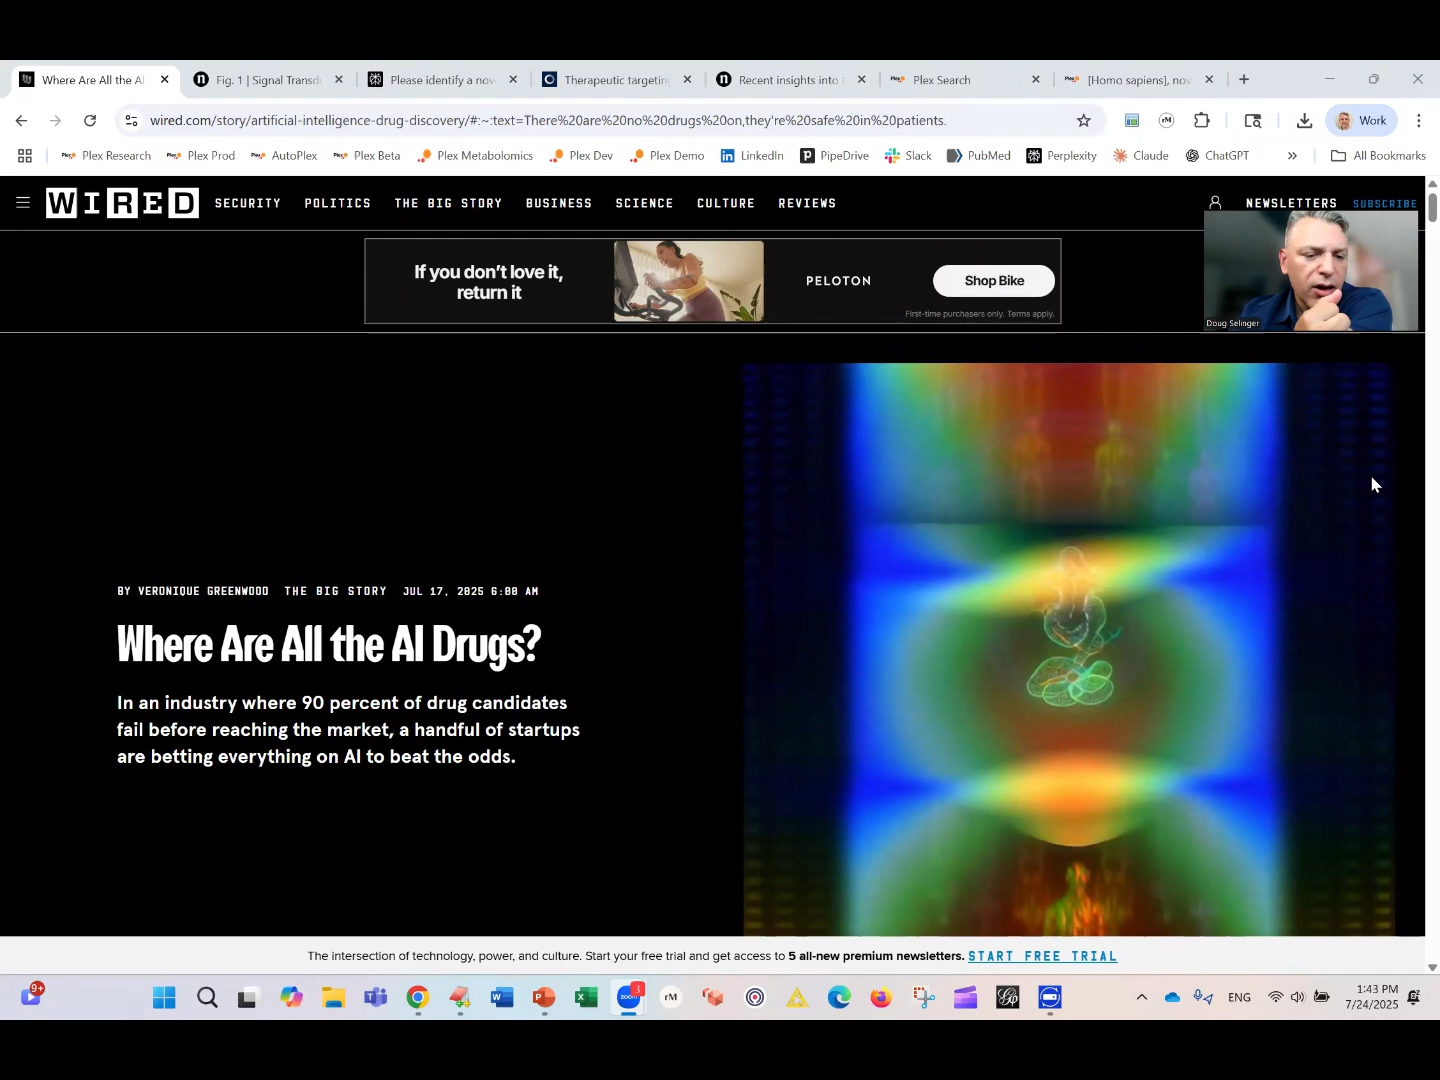 Where Are All the AI
Fig. 1 | Signal Transdu
Please identify a nov
Therapeutic targeting
Recent insights into t
Plex Search
[Homo sapiens], nov
wired.com/story/artificial-intelligence-drug-discovery/#:~:text=There%20are%20no%20drugs%20on,they're%20safe%20in%20patients.
rM
Work
Plex Research
Plex Prod
AutoPlex
Plex Beta
Plex Metabolomics
Plex Dev
Plex Demo
LinkedIn
PipeDrive
Slack
PubMed
Perplexity
Claude
ChatGPT
All Bookmarks
WIRED
SECURITY
POLITICS
THE BIG STORY
BUSINESS
SCIENCE
CULTURE
REVIEWS
NEWSLETTERS
SUBSCRIBE
If you don't love it,
return it
PELOTON
Shop Bike
First-time purchasers only. Terms apply.
Doug Selinger
BY VERONIQUE GREENWOOD THE BIG STORY JUL 17, 2025 6:00 AM
Where Are All the AI Drugs?
In an industry where 90 percent of drug candidates
fail before reaching the market, a handful of startups
are betting everything on AI to beat the odds.
The intersection of technology, power, and culture. Start your free trial and get access to 5 all-new premium newsletters. START FREE TRIAL
9+
zoom
3
rM
ENG
1:43 PM
7/24/2025